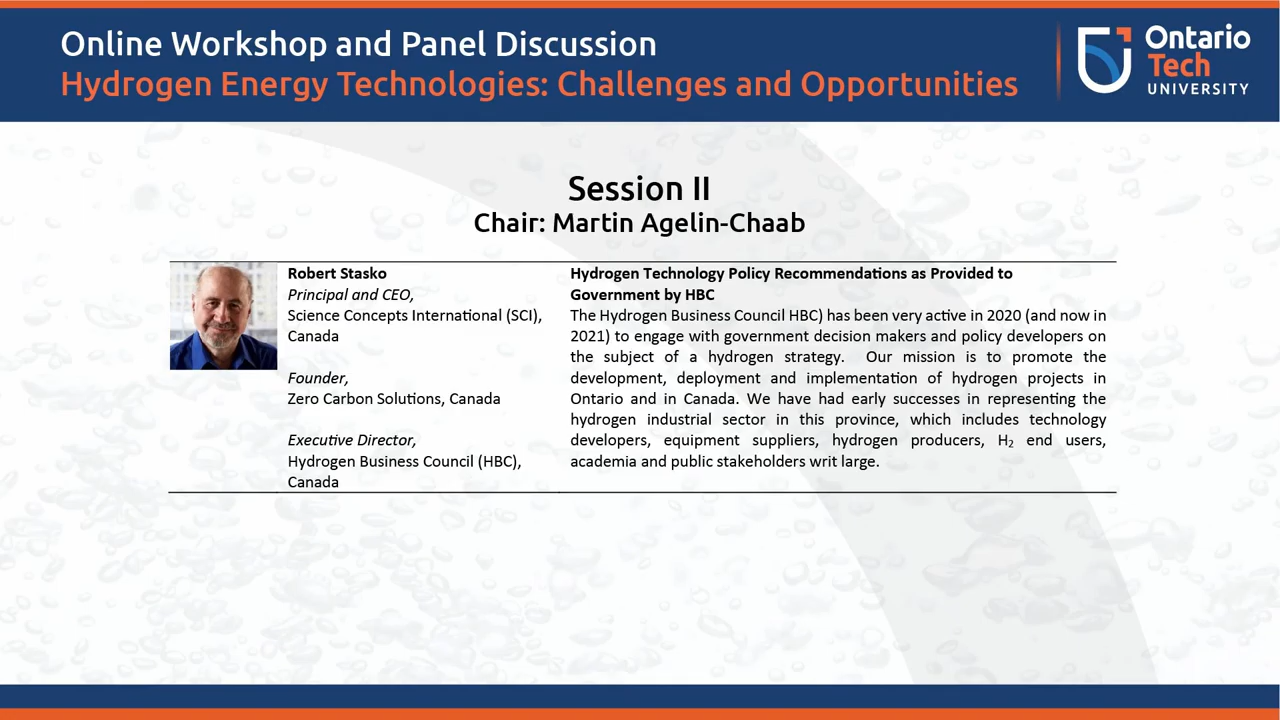 Online Workshop and Panel Discussion
Hydrogen Energy Technologies: Challenges and Opportunities
Ontario
Tech
UNIVERSITY
Session II
Chair: Martin Agelin-Chaab
Robert Stasko
Principal and CEO,
Science Concepts International (SCI),
Canada
Founder,
Zero Carbon Solutions, Canada
Executive Director,
Hydrogen Business Council (HBC),
Canada
Hydrogen Technology Policy Recommendations as Provided to
Government by HBC
The Hydrogen Business Council HBC) has been very active in 2020 (and now in
2021) to engage with government decision makers and policy developers on
the subject of a hydrogen strategy. Our mission is to promote the
development, deployment and implementation of hydrogen projects in
Ontario and in Canada. We have had early successes in representing the
hydrogen industrial sector in this province, which includes technology
developers, equipment suppliers, hydrogen producers, H₂ end users,
academia and public stakeholders writ large.